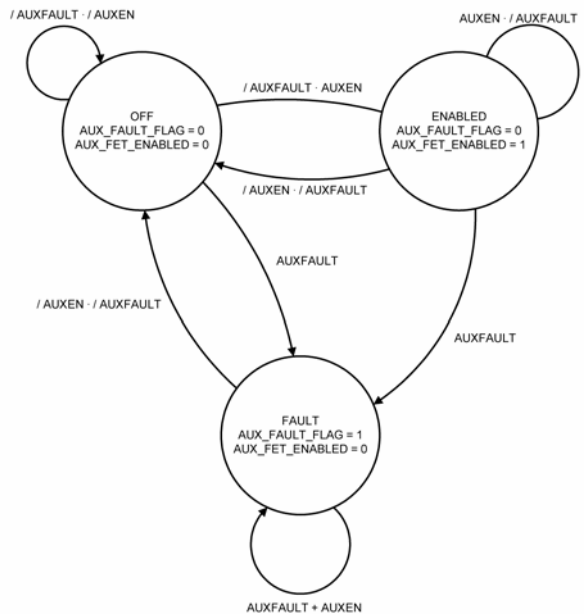 / AUXFAULT · / AUXEN
AUXEN · / AUXFAULT
/ AUXFAULT · AUXEN
OFF
AUX_FAULT_FLAG = 0
AUX_FET_ENABLED = 0
ENABLED
AUX_FAULT_FLAG = 0
AUX_FET_ENABLED = 1
/ AUXEN · / AUXFAULT
AUXFAULT
/ AUXEN · / AUXFAULT
AUXFAULT
FAULT
AUX_FAULT_FLAG = 1
AUX_FET_ENABLED = 0
AUXFAULT + AUXEN